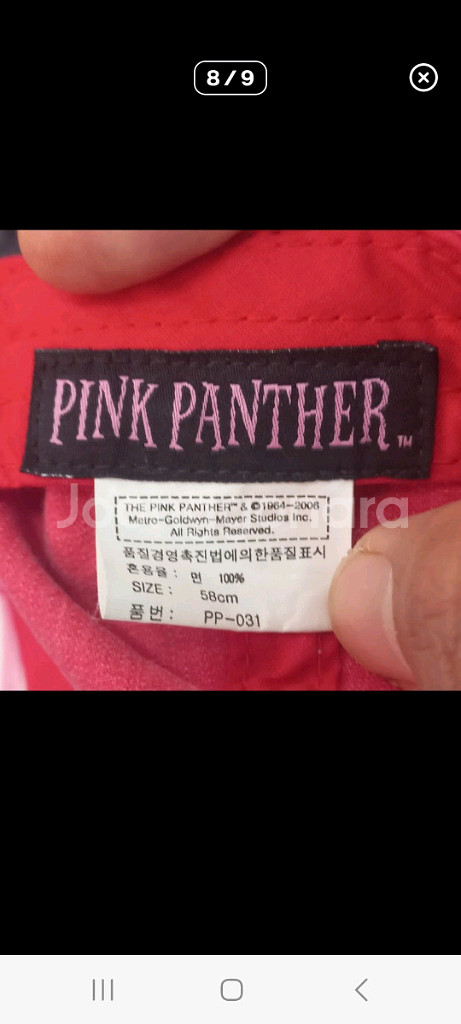 8/9
PINK PANTHER™
THE PINK PANTHER™ & ©1964-2006
Metro-Goldwyn-Mayer Studios Inc.
All Rights Reserved.
품질경영촉진법에의한품질표시
혼용율 : 면 100%
SIZE : 58cm
품번 : PP-031